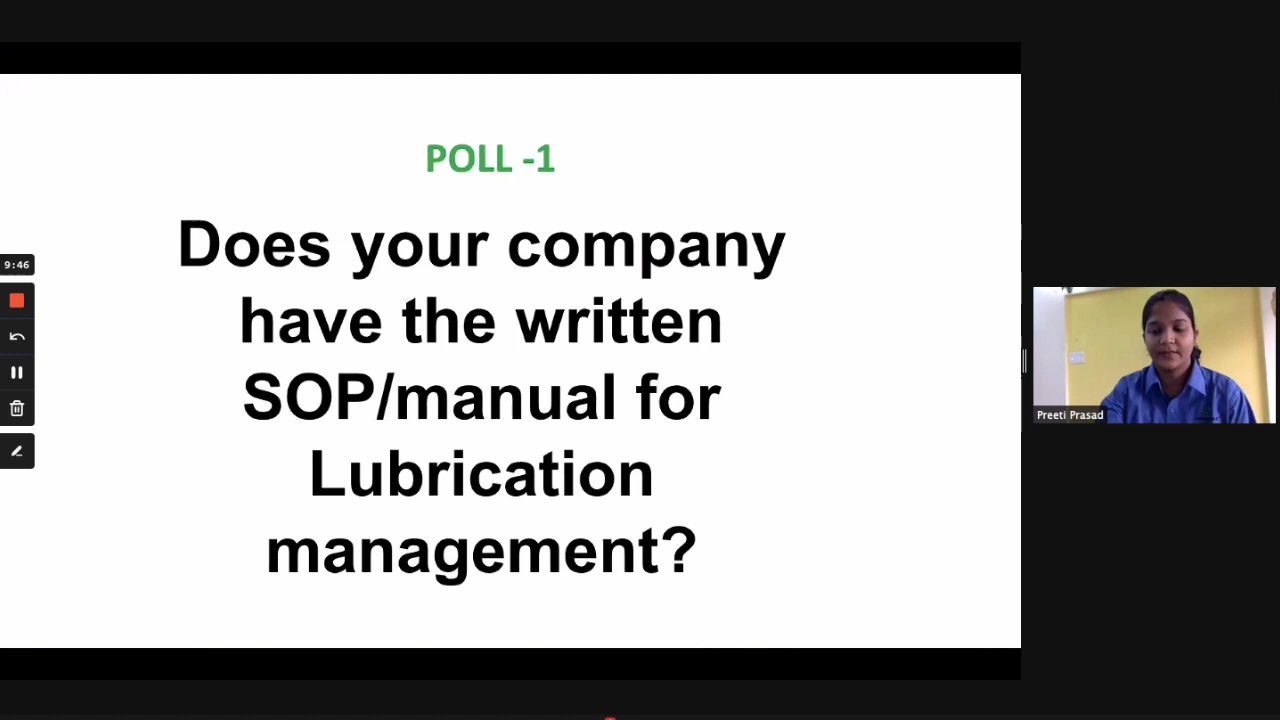 POLL -1
Does your company
have the written
SOP/manual for
Lubrication
management?
9:46
Preeti Prasad